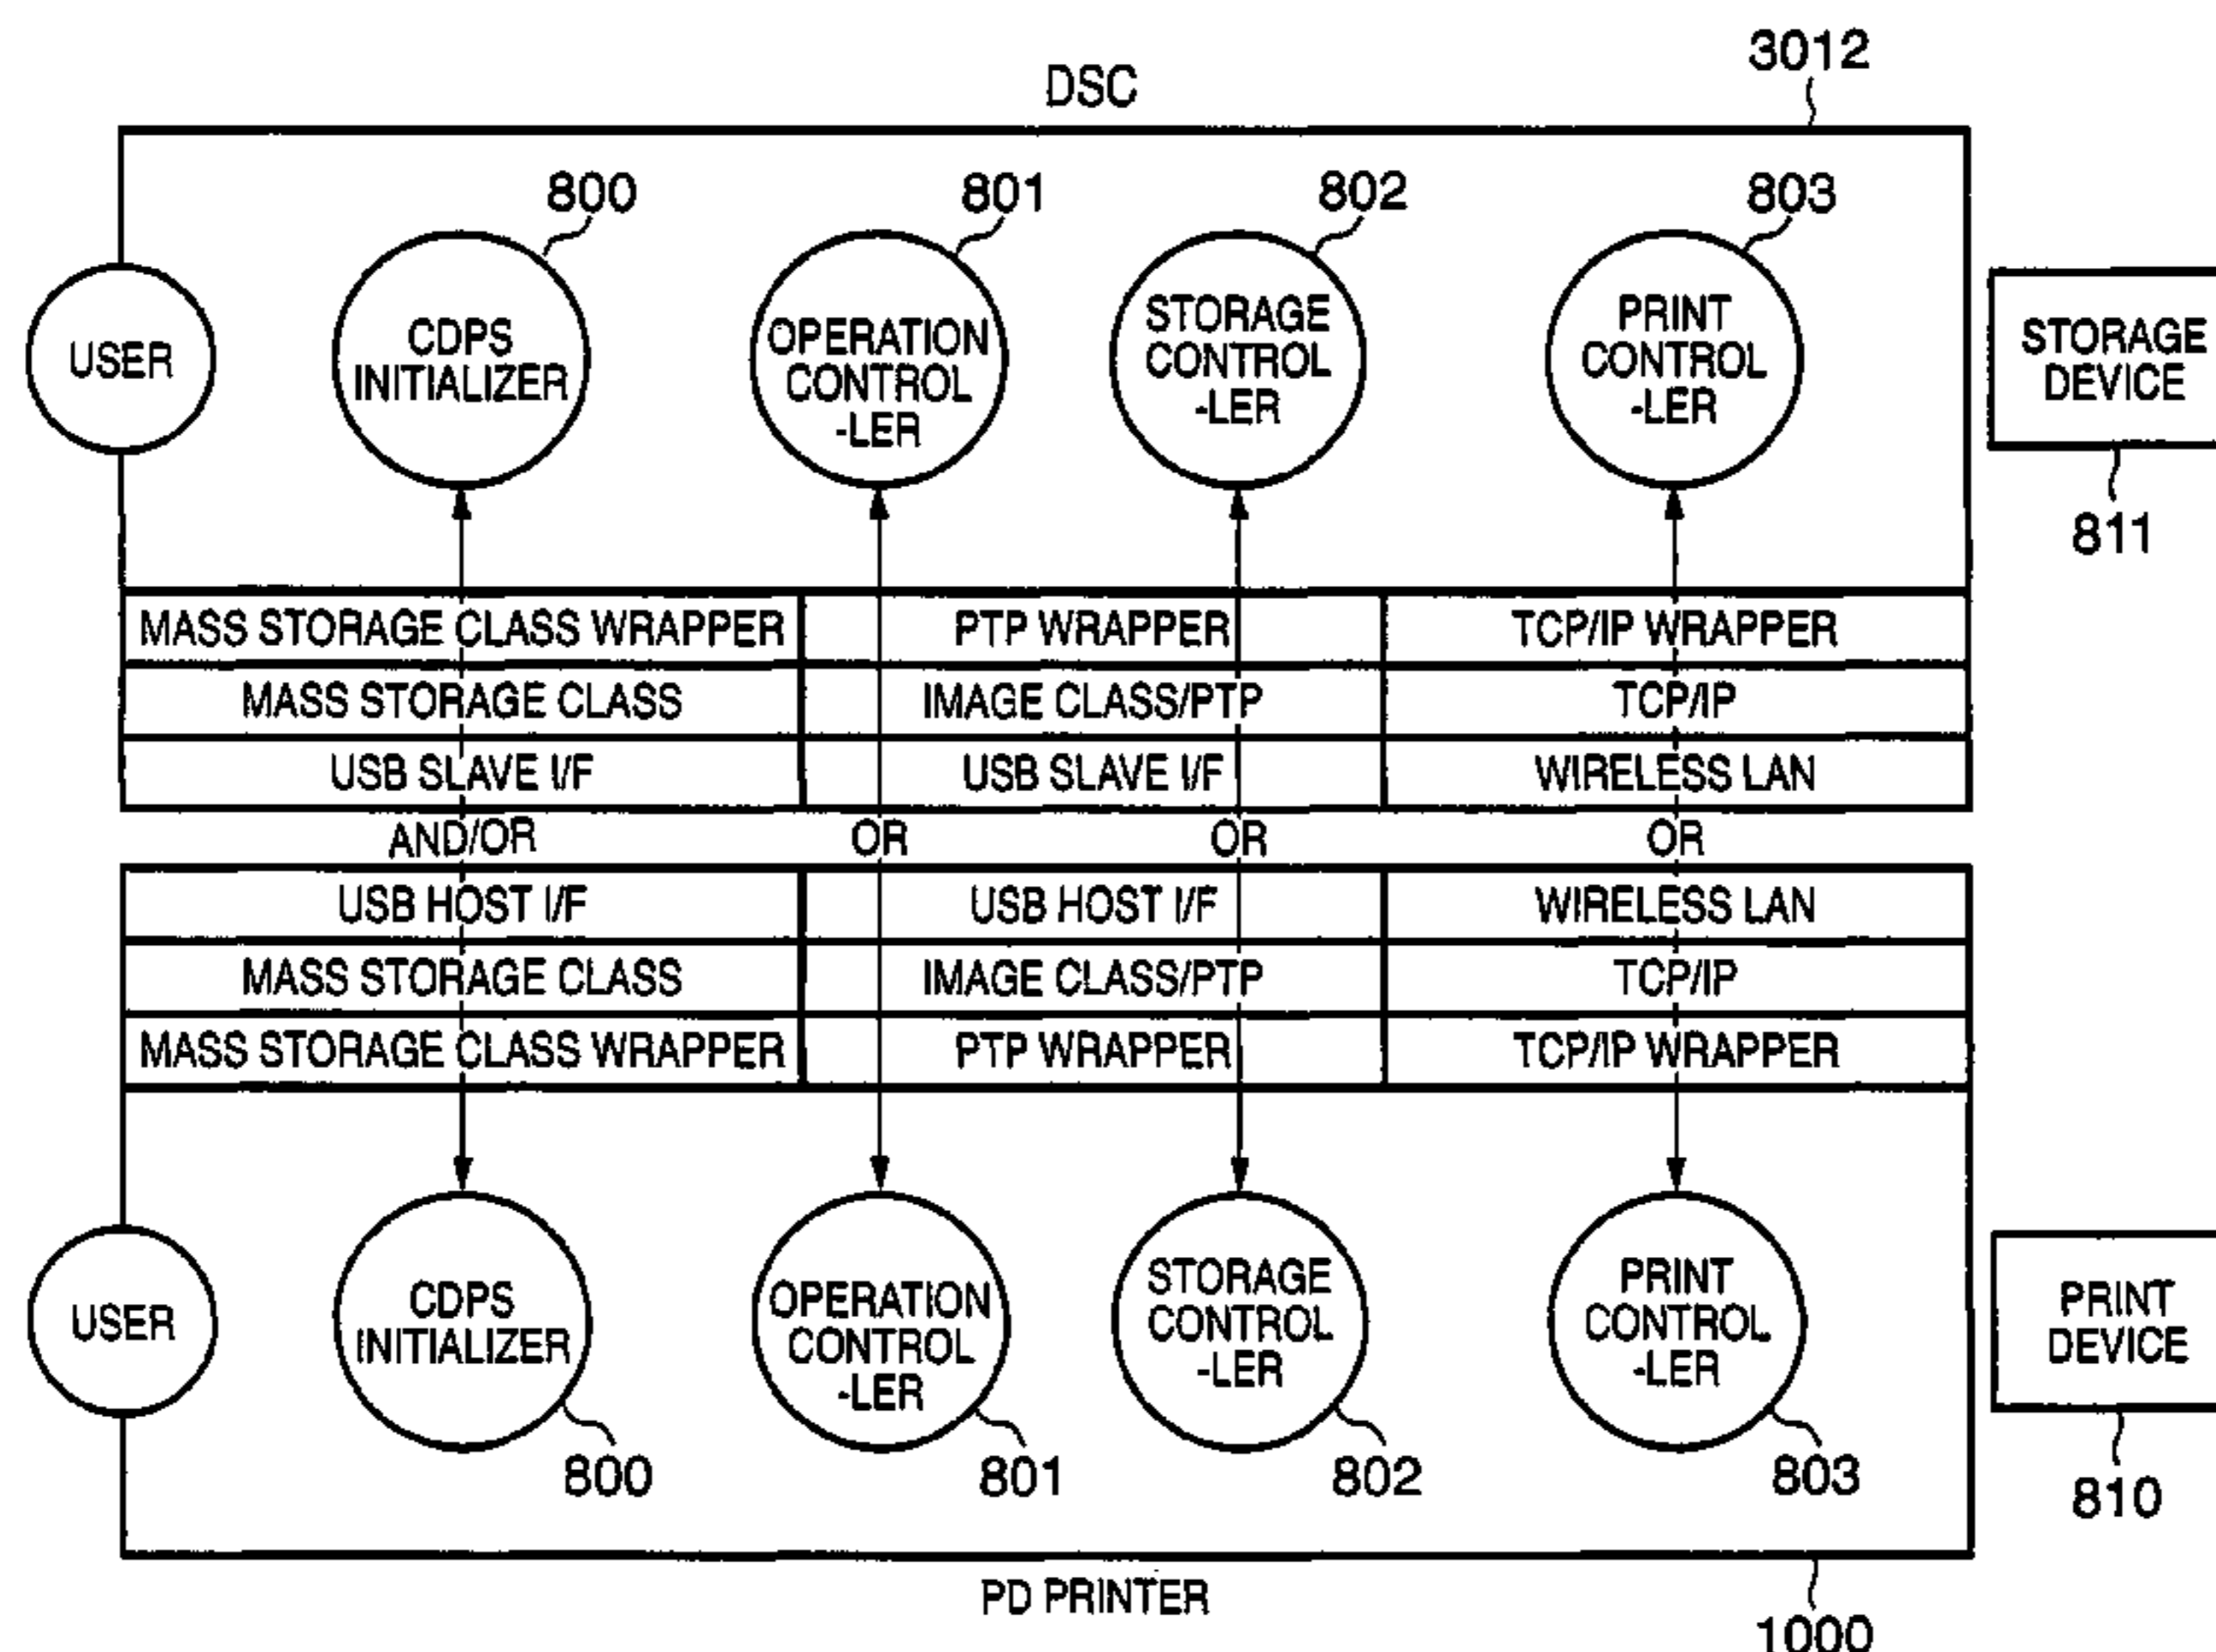 3012
DSC
800
801
802
803
USER
CDPS
INITIALIZER
OPERATION
CONTROL
-LER
STORAGE
CONTROL
-LER
PRINT
CONTROL
-LER
STORAGE
DEVICE
811
MASS STORAGE CLASS WRAPPER
PTP WRAPPER
TCP/IP WRAPPER
MASS STORAGE CLASS
IMAGE CLASS/PTP
TCP/IP
USB SLAVE I/F
USB SLAVE I/F
WIRELESS LAN
AND/OR
OR
OR
OR
USB HOST I/F
USB HOST I/F
WIRELESS LAN
MASS STORAGE CLASS
IMAGE CLASS/PTP
TCP/IP
MASS STORAGE CLASS WRAPPER
PTP WRAPPER
TCP/IP WRAPPER
USER
CDPS
INITIALIZER
OPERATION
CONTROL
-LER
STORAGE
CONTROL
-LER
PRINT
CONTROL
-LER
PRINT
DEVICE
800
801
802
803
810
PD PRINTER
1000